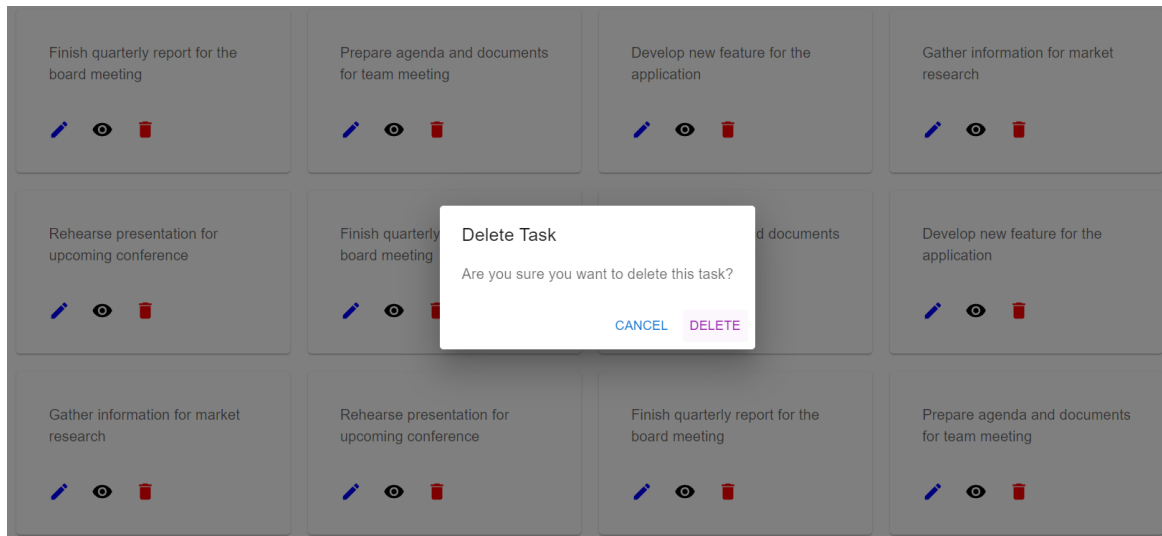 Finish quarterly report for the
board meeting
Prepare agenda and documents
for team meeting
Develop new feature for the
application
Gather information for market
research
Rehearse presentation for
upcoming conference
Finish quarterly
board meeting
documents
Develop new feature for the
application
Delete Task
Are you sure you want to delete this task?
CANCEL DELETE
Gather information for market
research
Rehearse presentation for
upcoming conference
Finish quarterly report for the
board meeting
Prepare agenda and documents
for team meeting